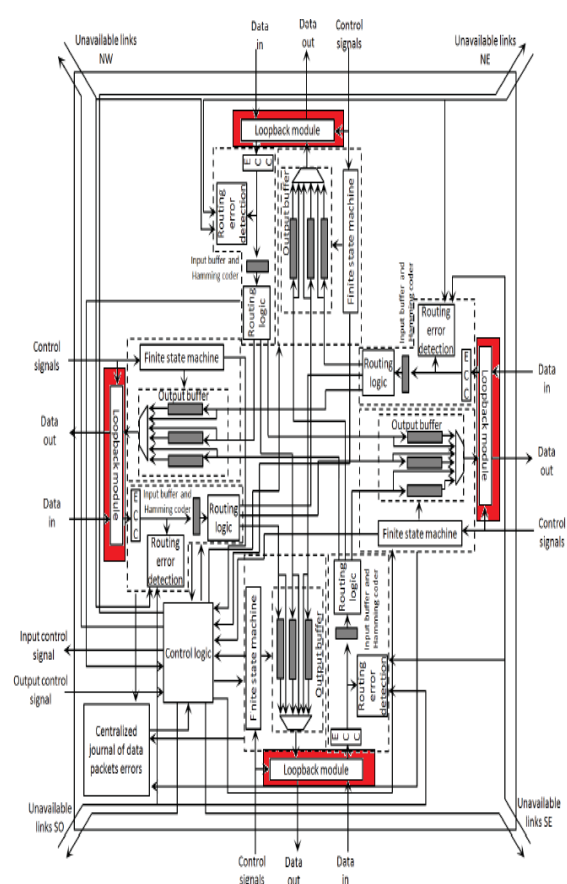 Unavailable links
NW
Data
in
Data
out
Control
signals
Unavailable links
NE
Loopback module
E C C
Routing
error
detection
Input buffer and
Hamming coder
Routing
logic
Output buffer
Finite state machine
Input buffer and
Hamming coder
Routing
error
detection
Routing
logic
E C C
Loopback module
Data
in
Control
signals
Finite state machine
Output buffer
Loopback module
Data
out
Output buffer
Data
out
Data
in
E C C
Input buffer and
Hamming coder
Routing
logic
Routing
error
detection
Finite state machine
Control
signals
Input control
signal
Output control
signal
Control logic
Finite state machine
Output buffer
Routing
logic
Input buffer and
Hamming coder
Routing
error
detection
E C C
Centralized
journal of data
packets errors
Loopback module
Unavailable
links SO
Unavailable
links SE
Control
signals
Data
out
Data
in